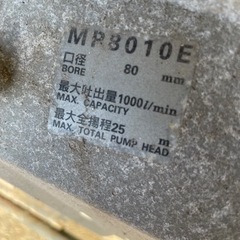 MP8010E
口径 80 mm
BORE
最大吐出量1000ℓ/min
MAX. CAPACITY
最大全揚程25 m
MAX. TOTAL PUMP HEAD